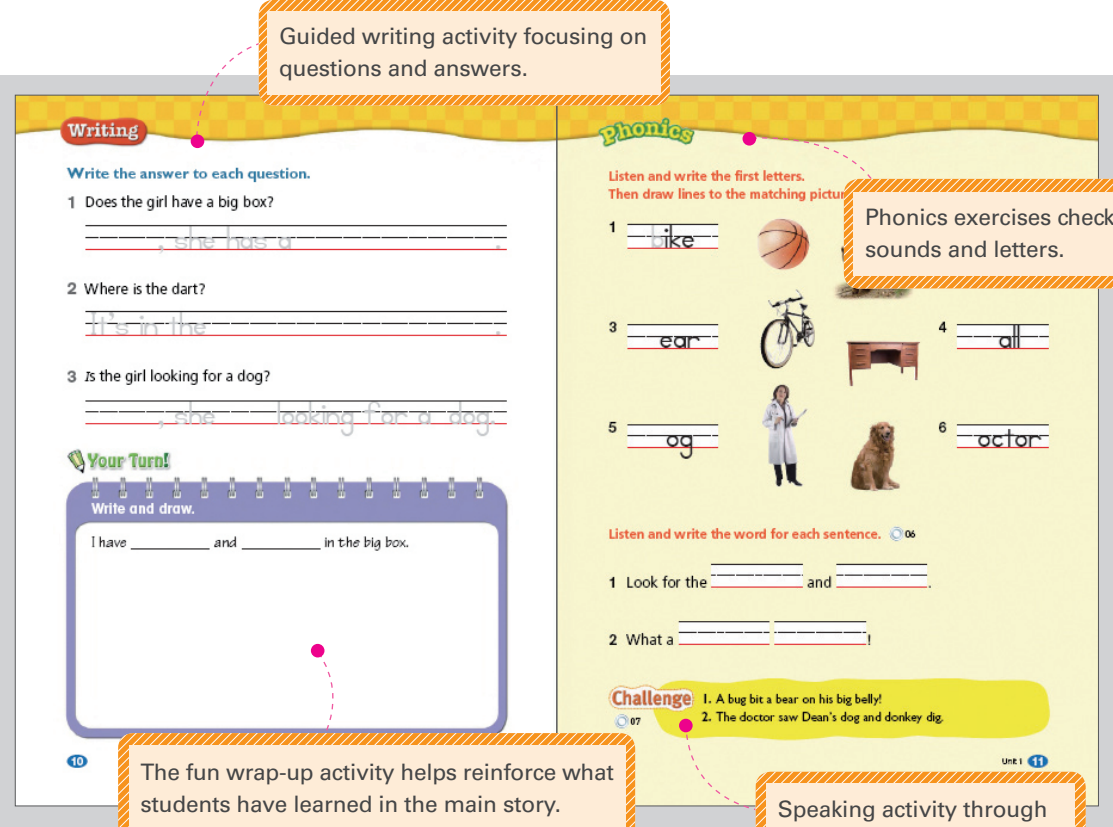 Guided writing activity focusing on
questions and answers.
Writing
Write the answer to each question.
1 Does the girl have a big box?
, she has a .
2 Where is the dart?
It's in the .
3 Is the girl looking for a dog?
, she looking for a dog.
Your Turn!
Write and draw.
I have __________ and __________ in the big box.
10
The fun wrap-up activity helps reinforce what
students have learned in the main story.
Phonics
Listen and write the first letters.
Then draw lines to the matching pictur
Phonics exercises check
sounds and letters.
1 bike
3 ear
4 all
5 og
6 octor
Listen and write the word for each sentence. 06
1 Look for the __________ and __________.
2 What a __________ __________!
Challenge
07
1. A bug bit a bear on his big belly!
2. The doctor saw Dean's dog and donkey dig.
Unit 1 11
Speaking activity through